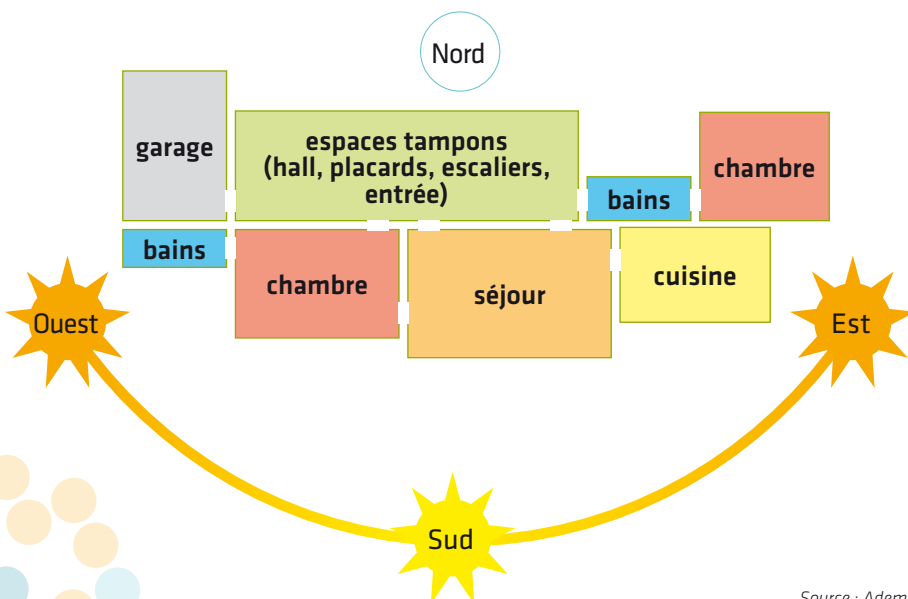 Nord
garage
espaces tampons
(hall, placards, escaliers,
entrée)
chambre
bains
bains
chambre
séjour
cuisine
Ouest
Est
Sud
Source : Adem